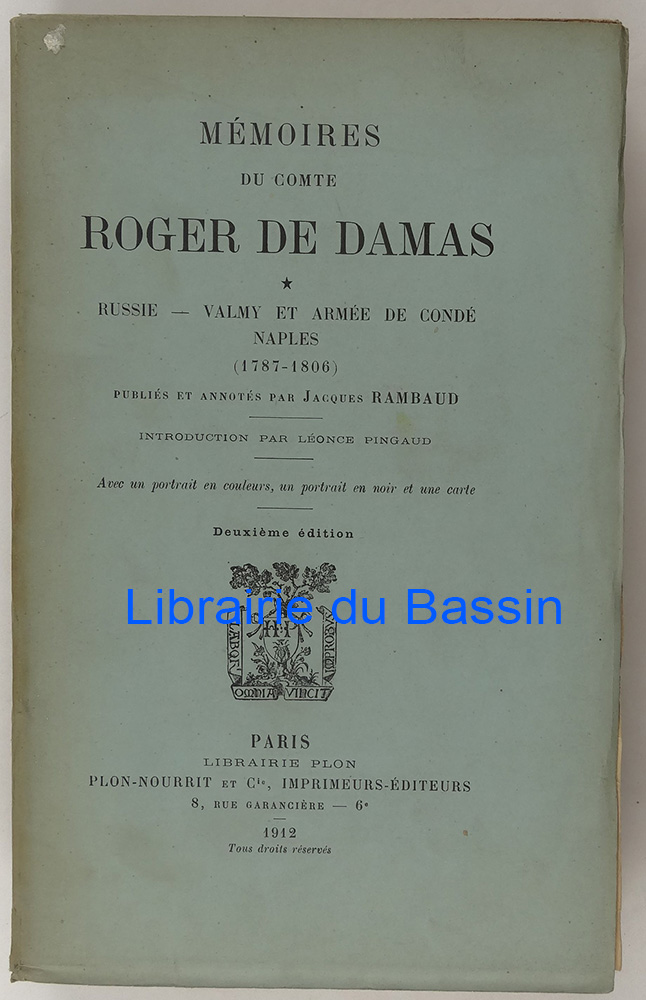 MÉMOIRES
DU COMTE
ROGER DE DAMAS
★
RUSSIE — VALMY ET ARMÉE DE CONDÉ
NAPLES
(1787-1806)
PUBLIÉS ET ANNOTÉS PAR JACQUES RAMBAUD
INTRODUCTION PAR LÉONCE PINGAUD
Avec un portrait en couleurs, un portrait en noir et une carte
Deuxième édition
Librairie du Bassin
LABOR
OMNIA VINCIT
IMPROBUS
PARIS
LIBRAIRIE PLON
PLON-NOURRIT ET Cie, IMPRIMEURS-ÉDITEURS
8, RUE GARANCIÈRE — 6e
1912
Tous droits réservés